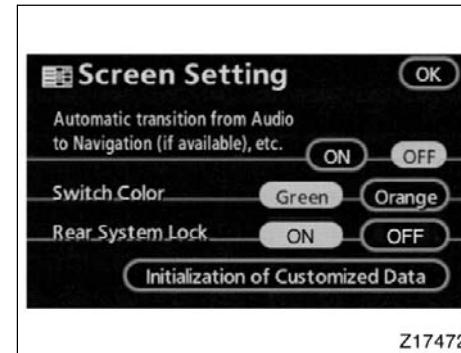 Screen Setting OK
Automatic transition from Audio
to Navigation (if available), etc.
ON OFF
Switch Color Green Orange
Rear System Lock ON OFF
Initialization of Customized Data
Z17472